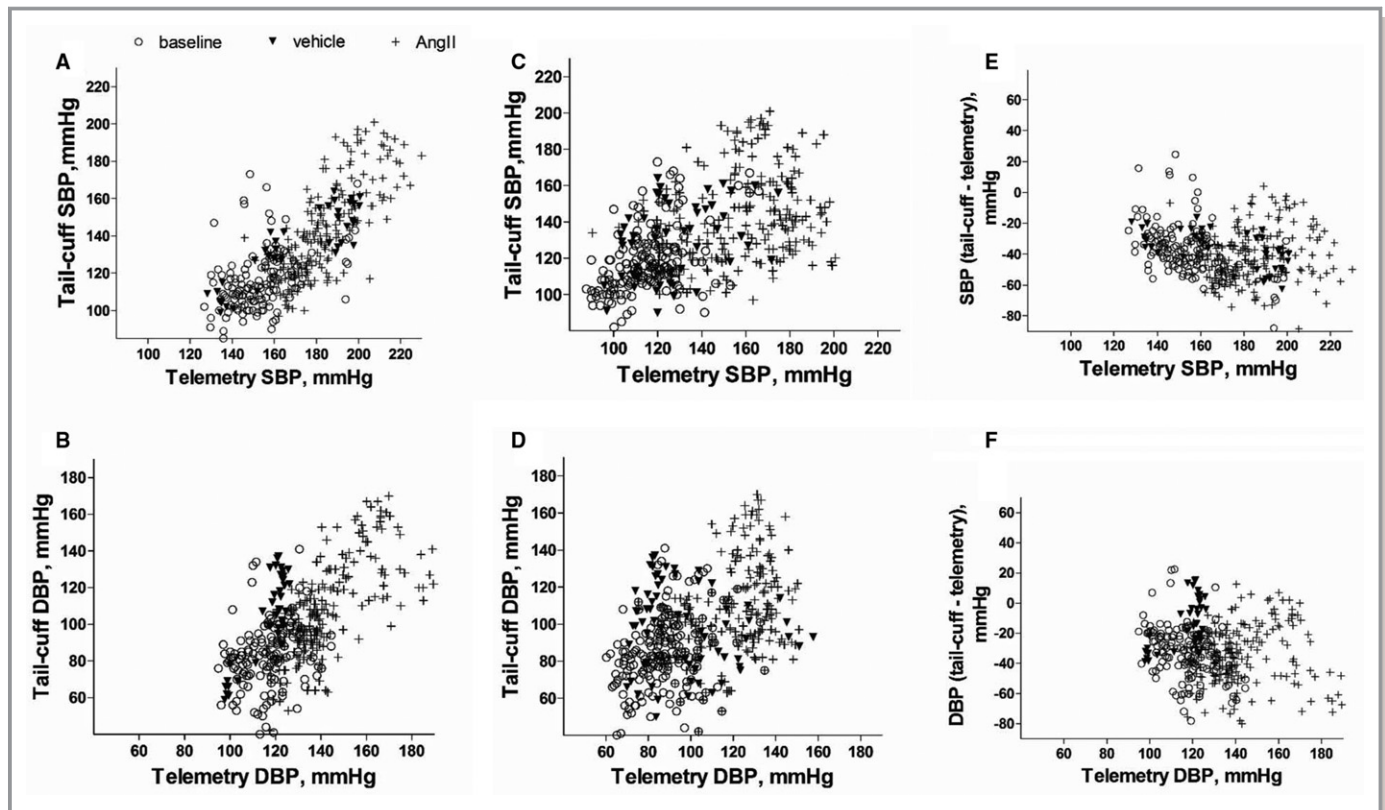 baseline vehicle AngII
A
Tail-cuff SBP,mmHg
220
200
180
160
140
120
100
100 120 140 160 180 200 220
Telemetry SBP, mmHg
C
Tail-cuff SBP,mmHg
220
200
180
160
140
120
100
100 120 140 160 180 200 220
Telemetry SBP, mmHg
E
SBP (tail-cuff - telemetry),
mmHg
60
40
20
0
-20
-40
-60
-80
100 120 140 160 180 200 220
Telemetry SBP, mmHg
B
Tail-cuff DBP, mmHg
180
160
140
120
100
80
60
60 80 100 120 140 160 180
Telemetry DBP, mmHg
D
Tail-cuff DBP, mmHg
180
160
140
120
100
80
60
60 80 100 120 140 160 180
Telemetry DBP, mmHg
F
DBP (tail-cuff - telemetry),
mmHg
60
40
20
0
-20
-40
-60
-80
60 80 100 120 140 160 180
Telemetry DBP, mmHg